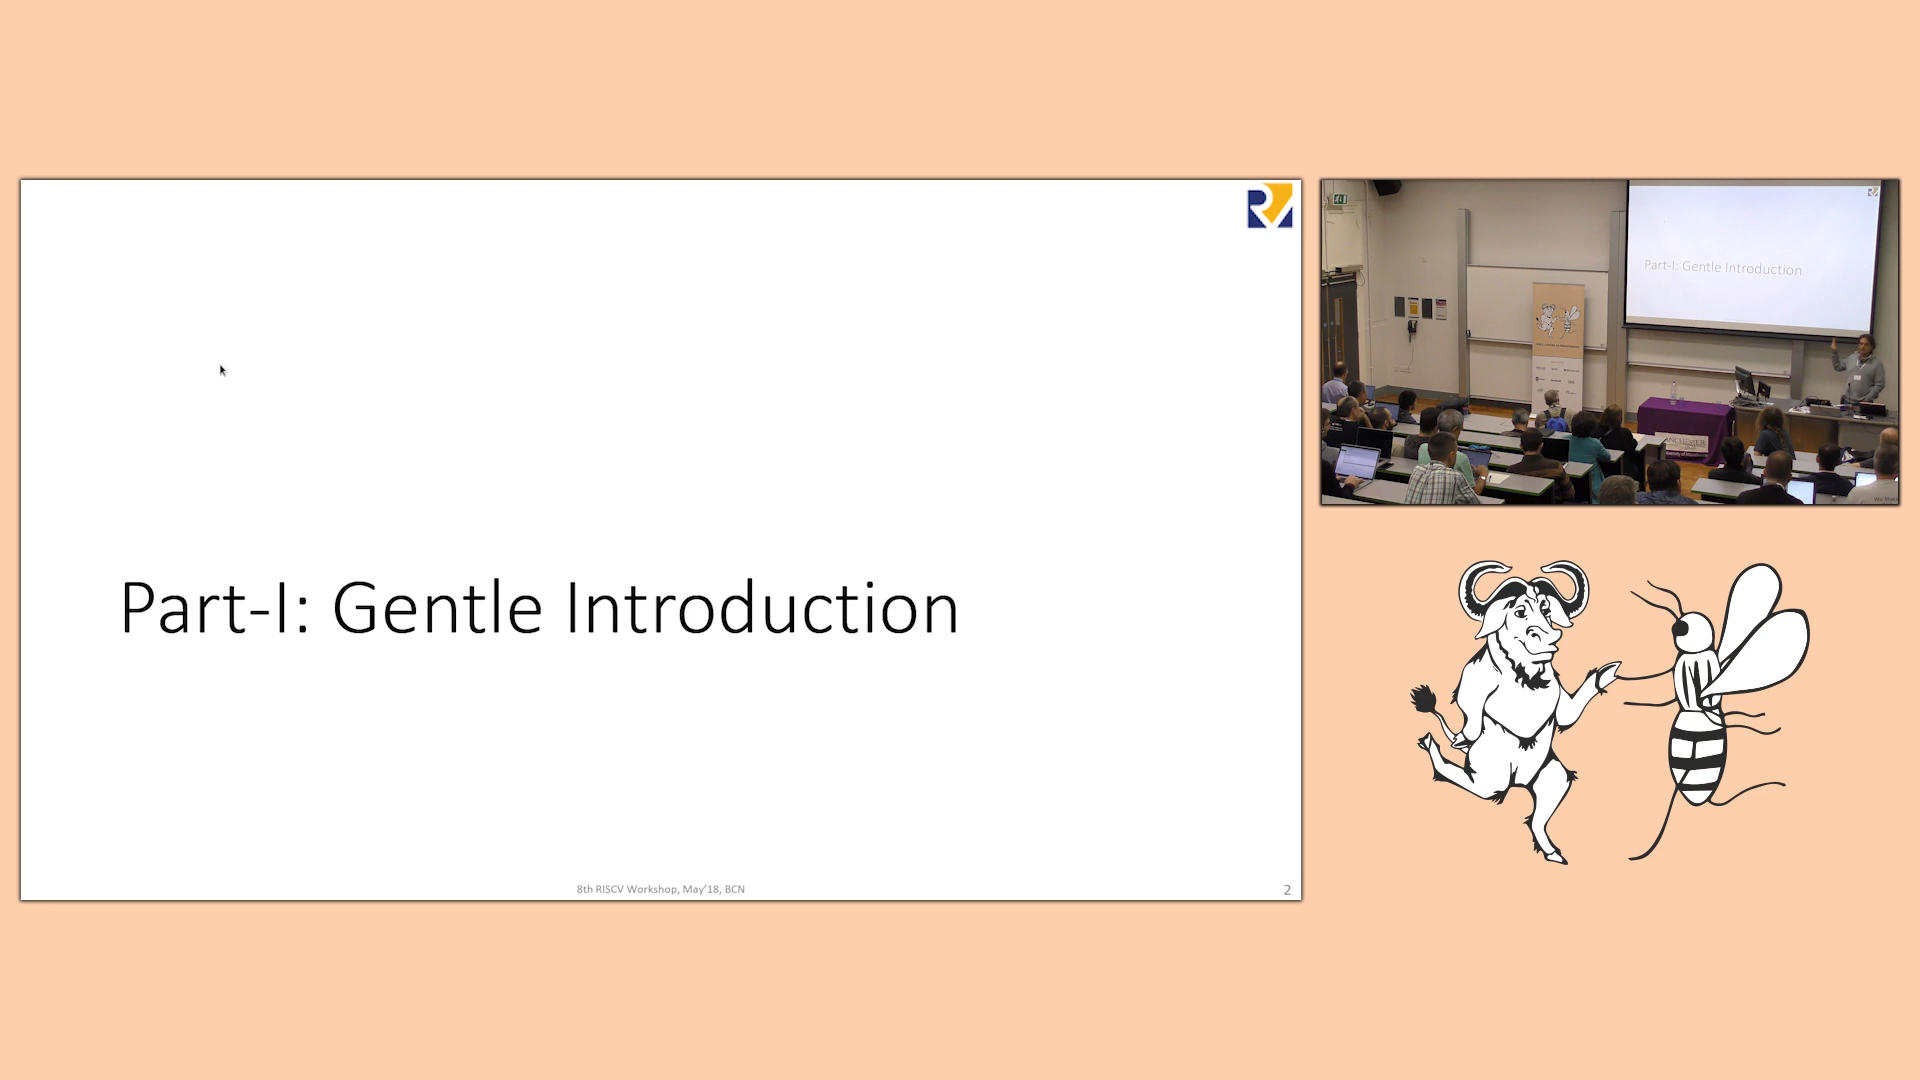 Part-I: Gentle Introduction
8th RISCV Workshop, May'18, BCN
2
Part-I: Gentle Introduction